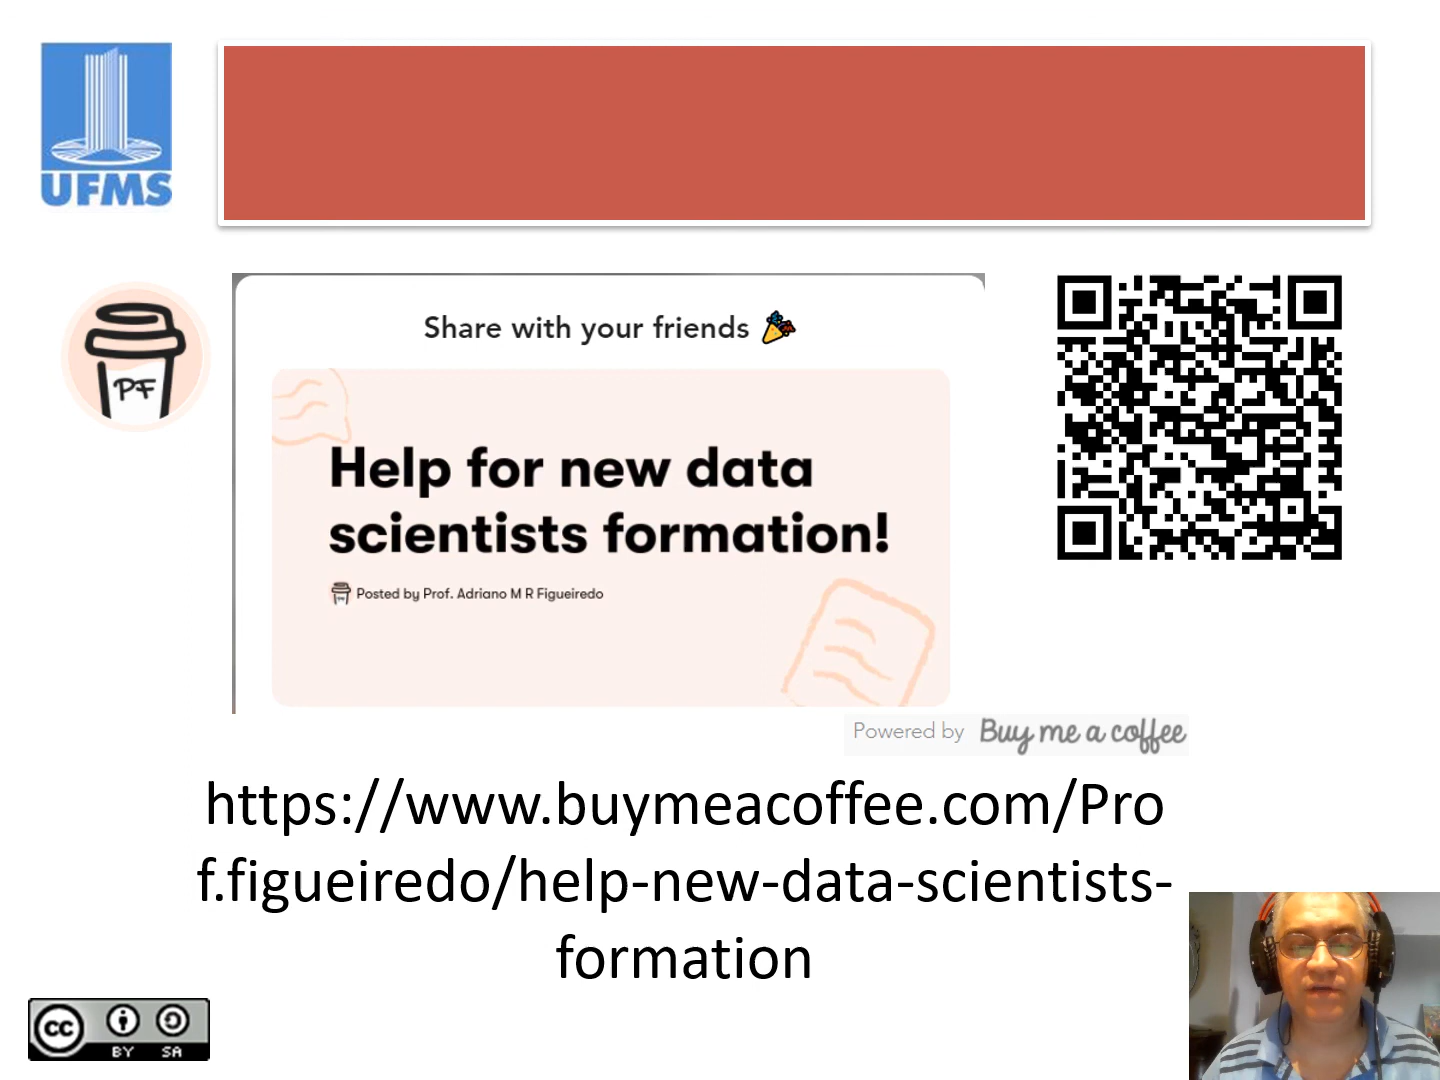 UFMS
PF
Share with your friends
Help for new data
scientists formation!
Posted by Prof. Adriano M R Figueiredo
Powered by Buy me a coffee
https://www.buymeacoffee.com/Pro
f.figueiredo/help-new-data-scientists-
formation
cc
BY SA